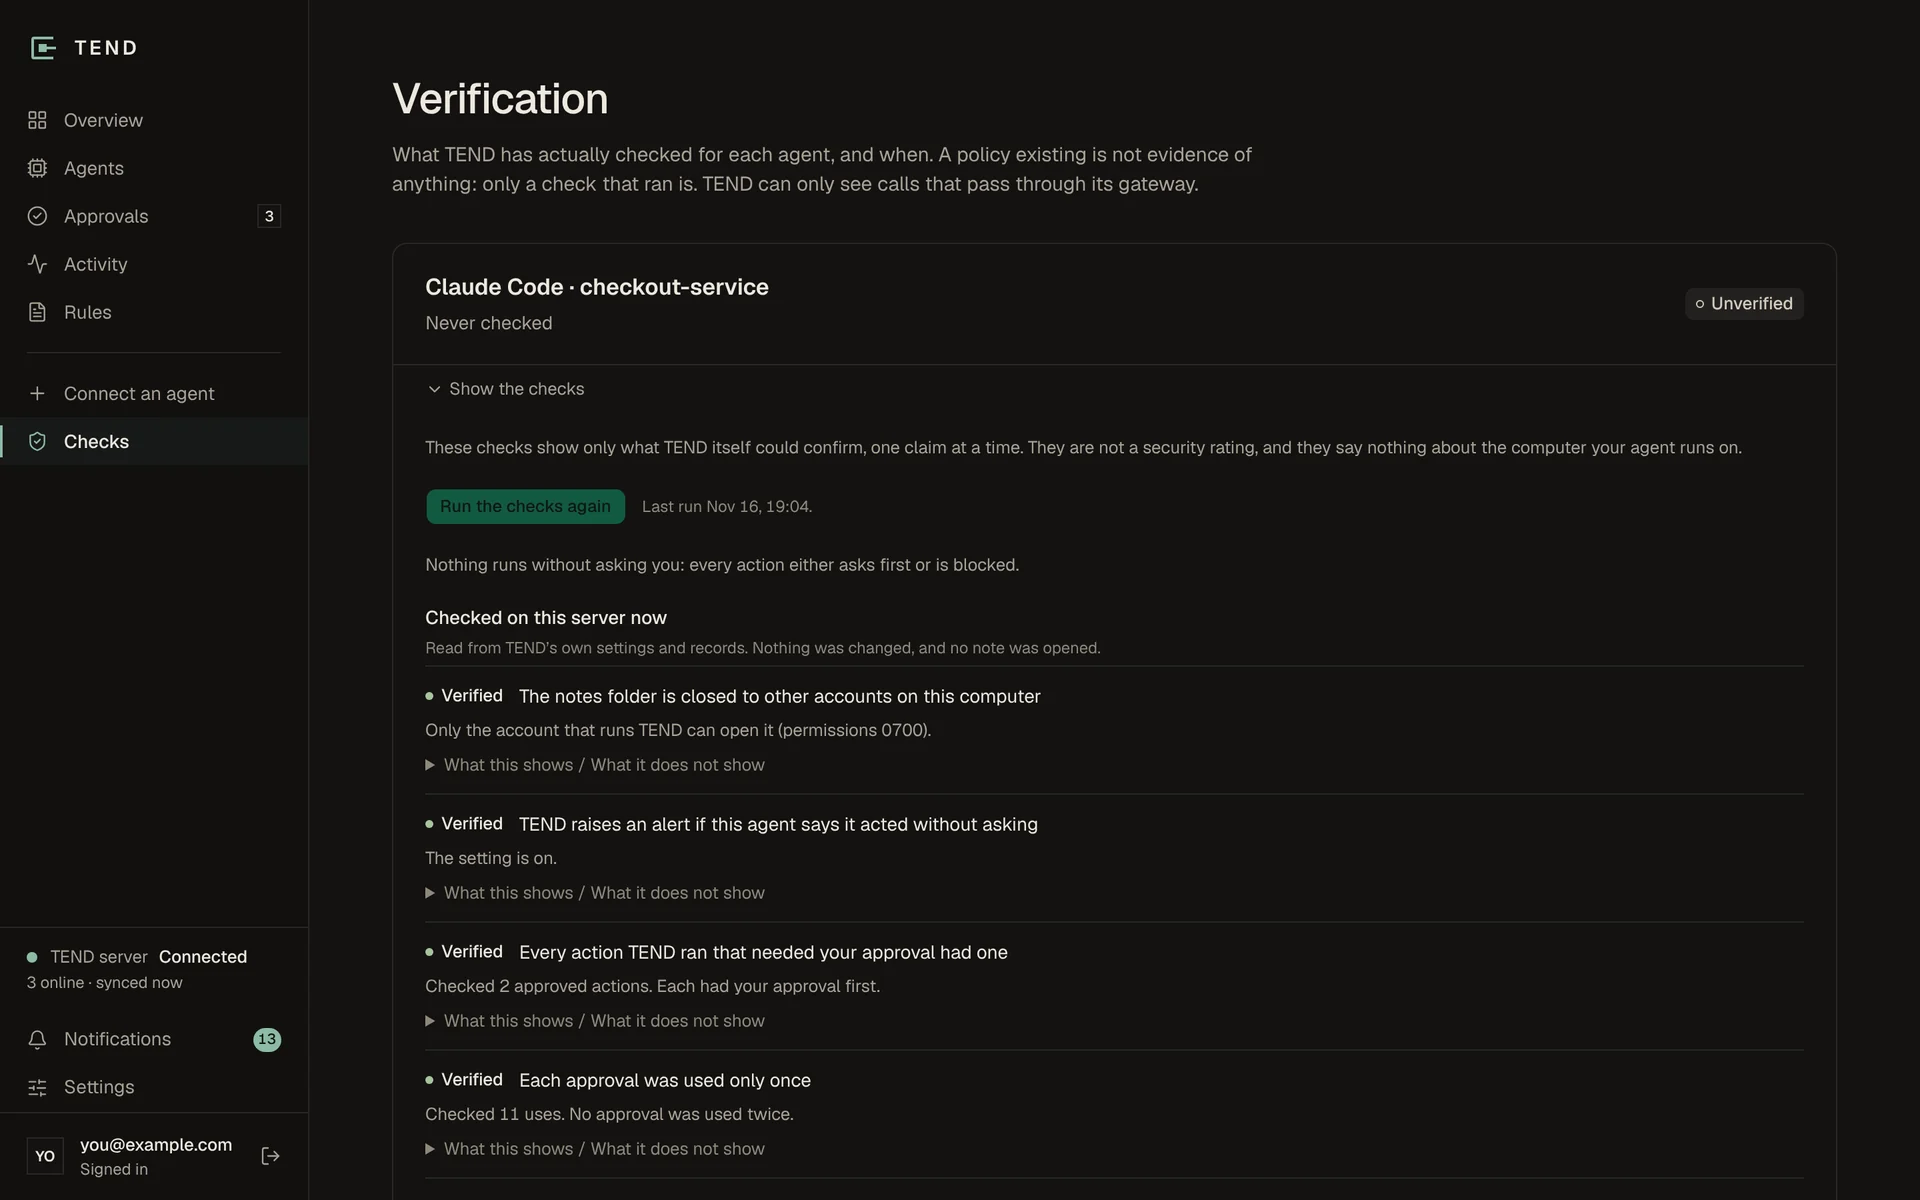 TEND
Overview
Agents
Approvals 3
Activity
Rules
Connect an agent
Checks
TEND server Connected
3 online · synced now
Notifications 13
Settings
YO
you@example.com
Signed in
Verification
What TEND has actually checked for each agent, and when. A policy existing is not evidence of
anything: only a check that ran is. TEND can only see calls that pass through its gateway.
Claude Code · checkout-service
Never checked
Unverified
Show the checks
These checks show only what TEND itself could confirm, one claim at a time. They are not a security rating, and they say nothing about the computer your agent runs on.
Run the checks again Last run Nov 16, 19:04.
Nothing runs without asking you: every action either asks first or is blocked.
Checked on this server now
Read from TEND's own settings and records. Nothing was changed, and no note was opened.
Verified The notes folder is closed to other accounts on this computer
Only the account that runs TEND can open it (permissions 0700).
What this shows / What it does not show
Verified TEND raises an alert if this agent says it acted without asking
The setting is on.
What this shows / What it does not show
Verified Every action TEND ran that needed your approval had one
Checked 2 approved actions. Each had your approval first.
What this shows / What it does not show
Verified Each approval was used only once
Checked 11 uses. No approval was used twice.
What this shows / What it does not show